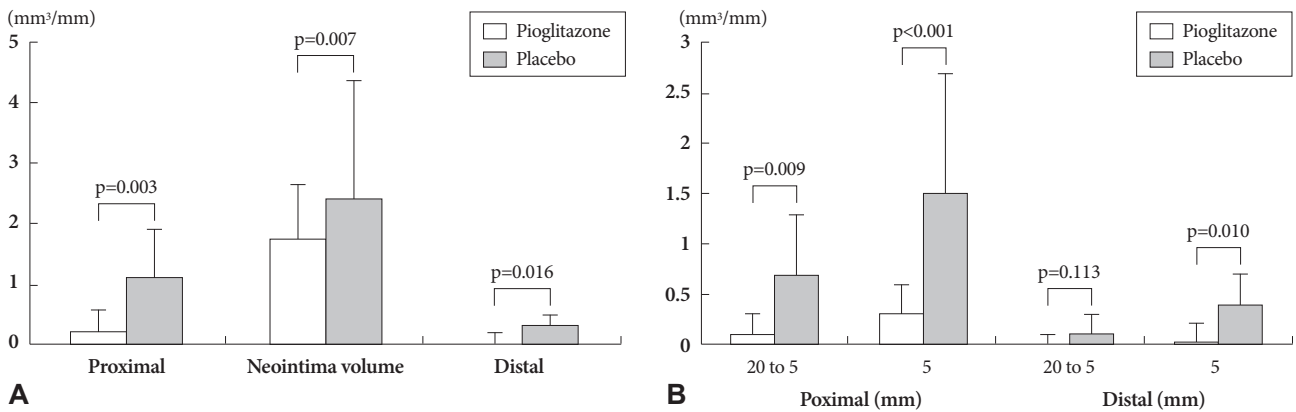 (mm³/mm)
Pioglitazone
Placebo
5
4
3
2
1
0
p=0.003
p=0.007
p=0.016
Proximal
Neointima volume
Distal
A
(mm³/mm)
Pioglitazone
Placebo
3
2.5
2
1.5
1
0.5
0
p=0.009
p<0.001
p=0.113
p=0.010
20 to 5
5
20 to 5
5
Poximal (mm)
Distal (mm)
B